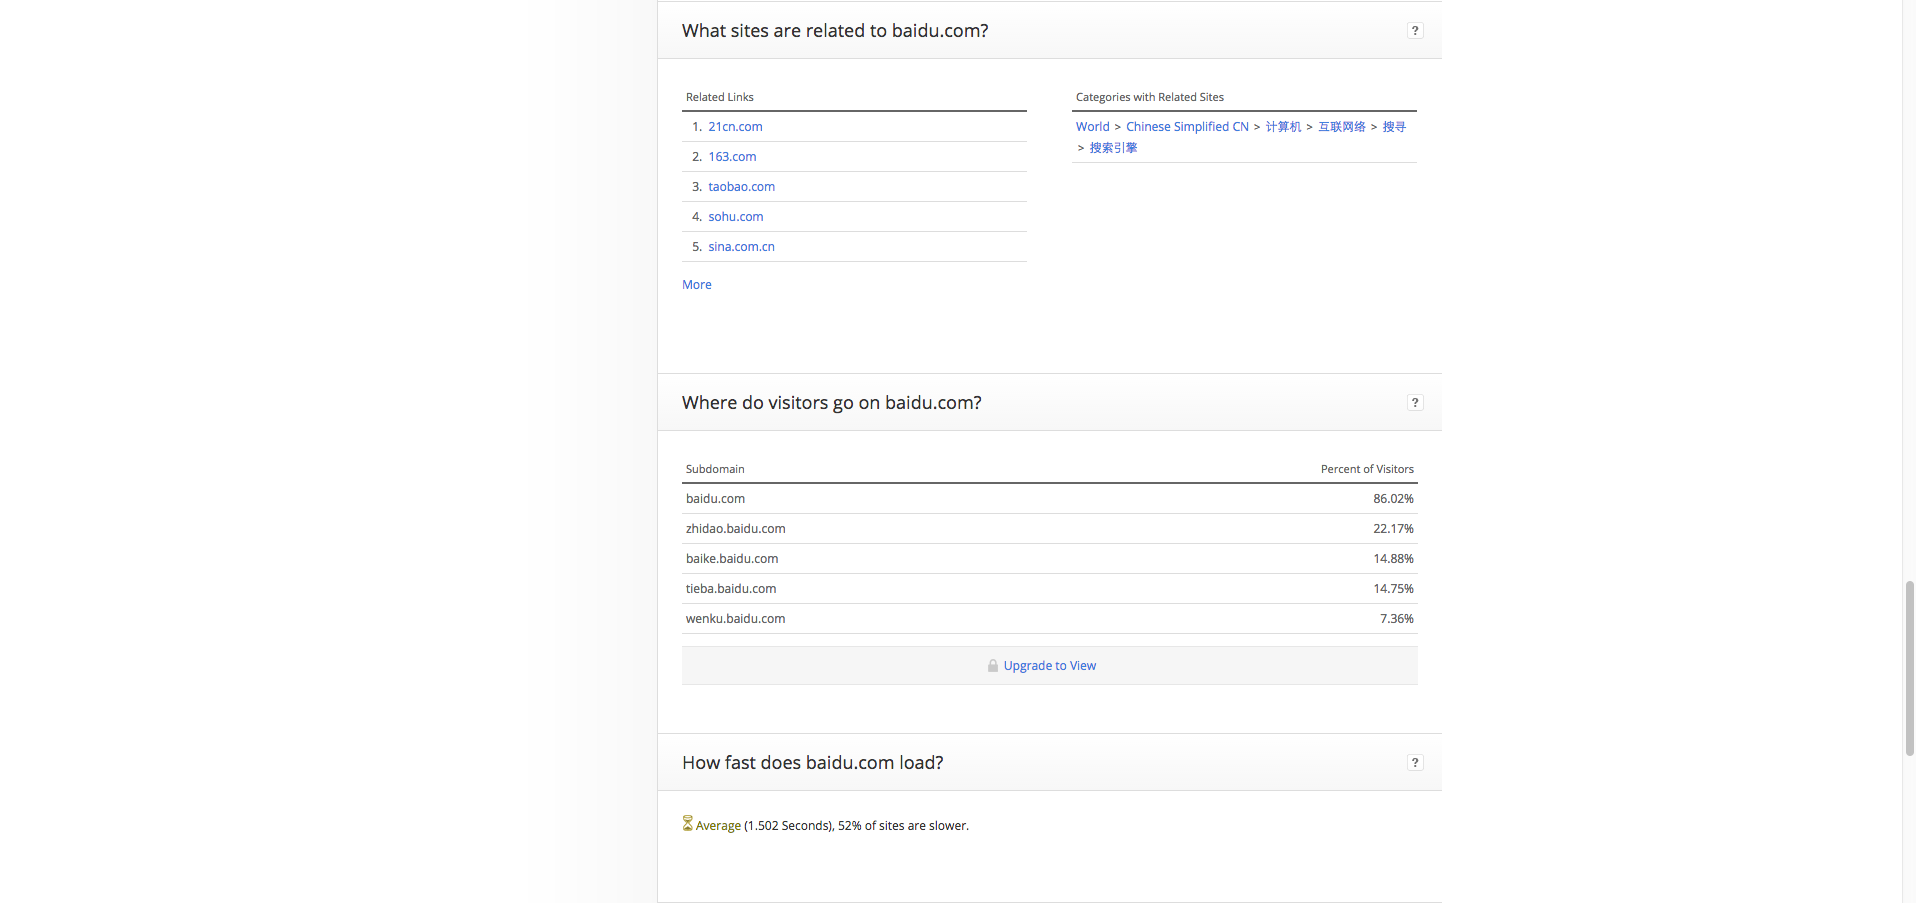 What sites are related to baidu.com?
?
Related Links
1. 21cn.com
2. 163.com
3. taobao.com
4. sohu.com
5. sina.com.cn
More
Categories with Related Sites
World > Chinese Simplified CN > 计算机 > 互联网络 > 搜寻
> 搜索引擎
Where do visitors go on baidu.com?
?
Subdomain Percent of Visitors
baidu.com 86.02%
zhidao.baidu.com 22.17%
baike.baidu.com 14.88%
tieba.baidu.com 14.75%
wenku.baidu.com 7.36%
Upgrade to View
How fast does baidu.com load?
?
Average (1.502 Seconds), 52% of sites are slower.